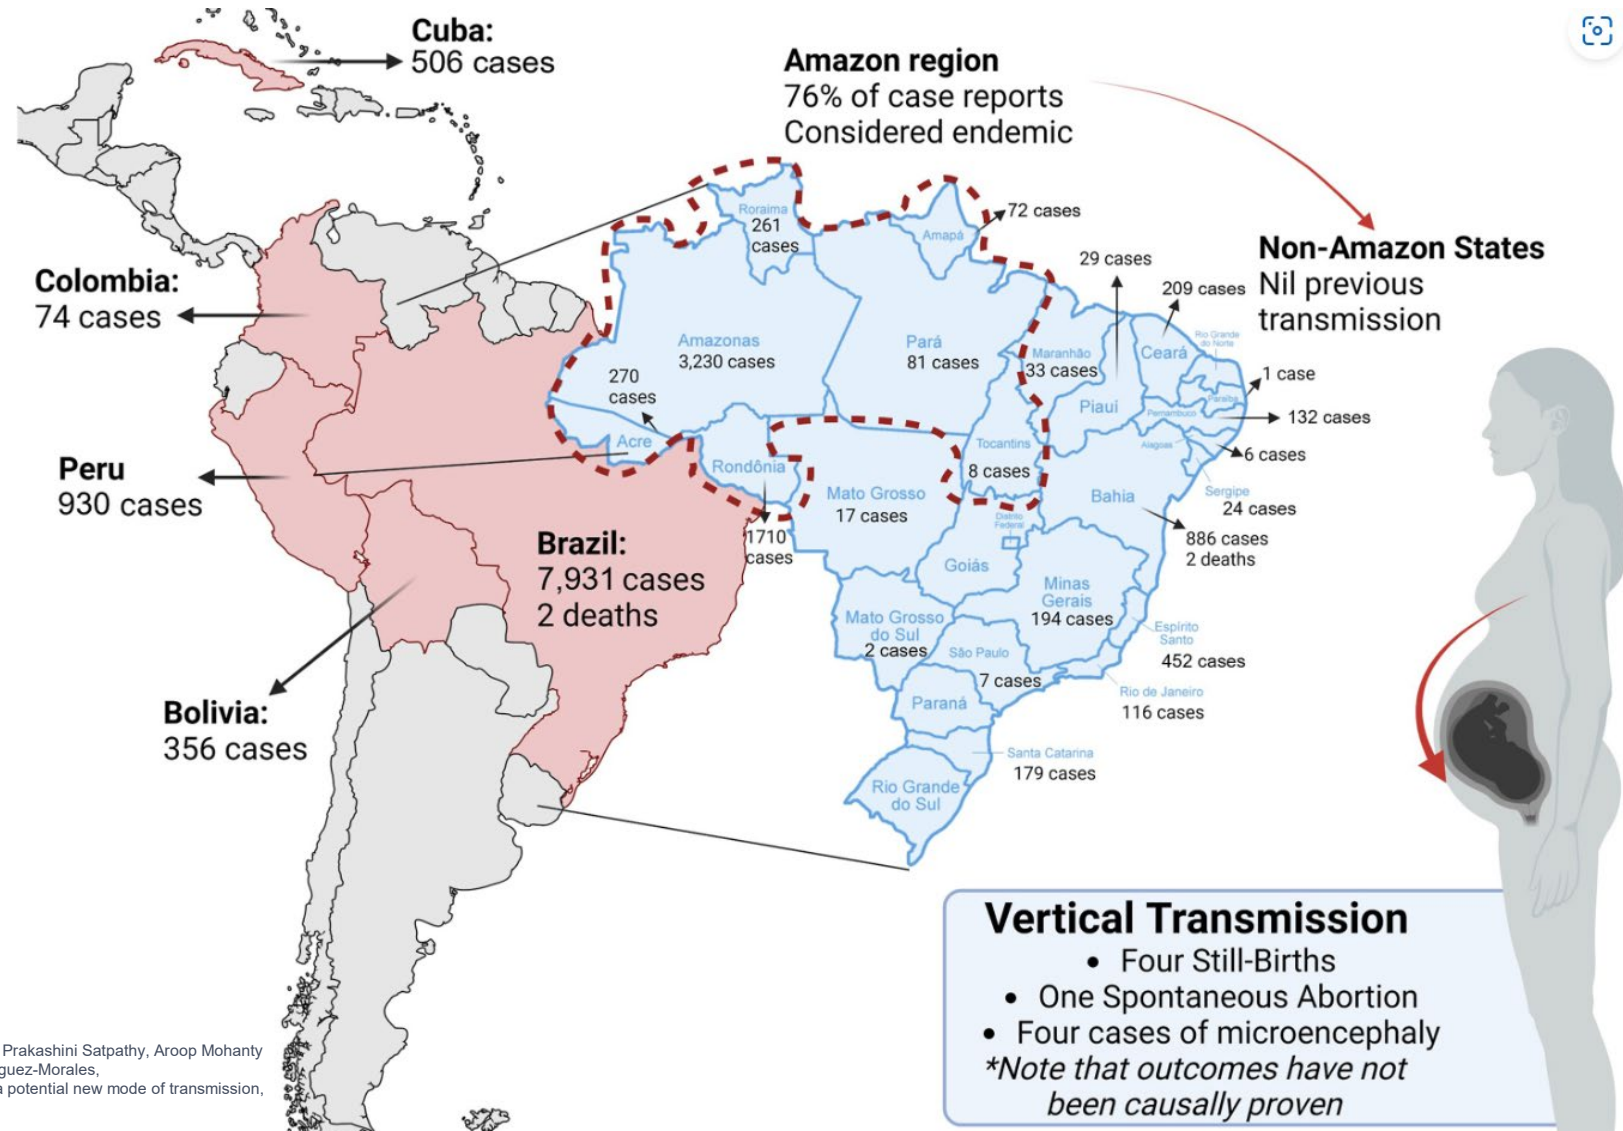 Cuba:
506 cases
Amazon region
76% of case reports
Considered endemic
Roraima
261
cases
72 cases
Amapá
Non-Amazon States
Nil previous
transmission
29 cases
209 cases
Colombia:
74 cases
Rio Grande
do Norte
Amazonas
3,230 cases
Pará
81 cases
Maranhão
33 cases
Ceará
1 case
270
cases
Piauí
Paraíba
Pernambuco
132 cases
Acre
Tocantins
8 cases
Alagoas
6 cases
Peru
930 cases
Rondônia
Mato Grosso
17 cases
Bahia
Sergipe
24 cases
Distrito
Federal
886 cases
2 deaths
1710
cases
Brazil:
7,931 cases
2 deaths
Goiás
Minas
Gerais
194 cases
Mato Grosso
do Sul
2 cases
Espírito
Santo
452 cases
São Paulo
7 cases
Rio de Janeiro
116 cases
Bolivia:
356 cases
Paraná
Santa Catarina
179 cases
Rio Grande
do Sul
Vertical Transmission
• Four Still-Births
• One Spontaneous Abortion
• Four cases of microencephaly
*Note that outcomes have not
been causally proven
Prakashini Satpathy, Aroop Mohanty
guez-Morales,
a potential new mode of transmission,